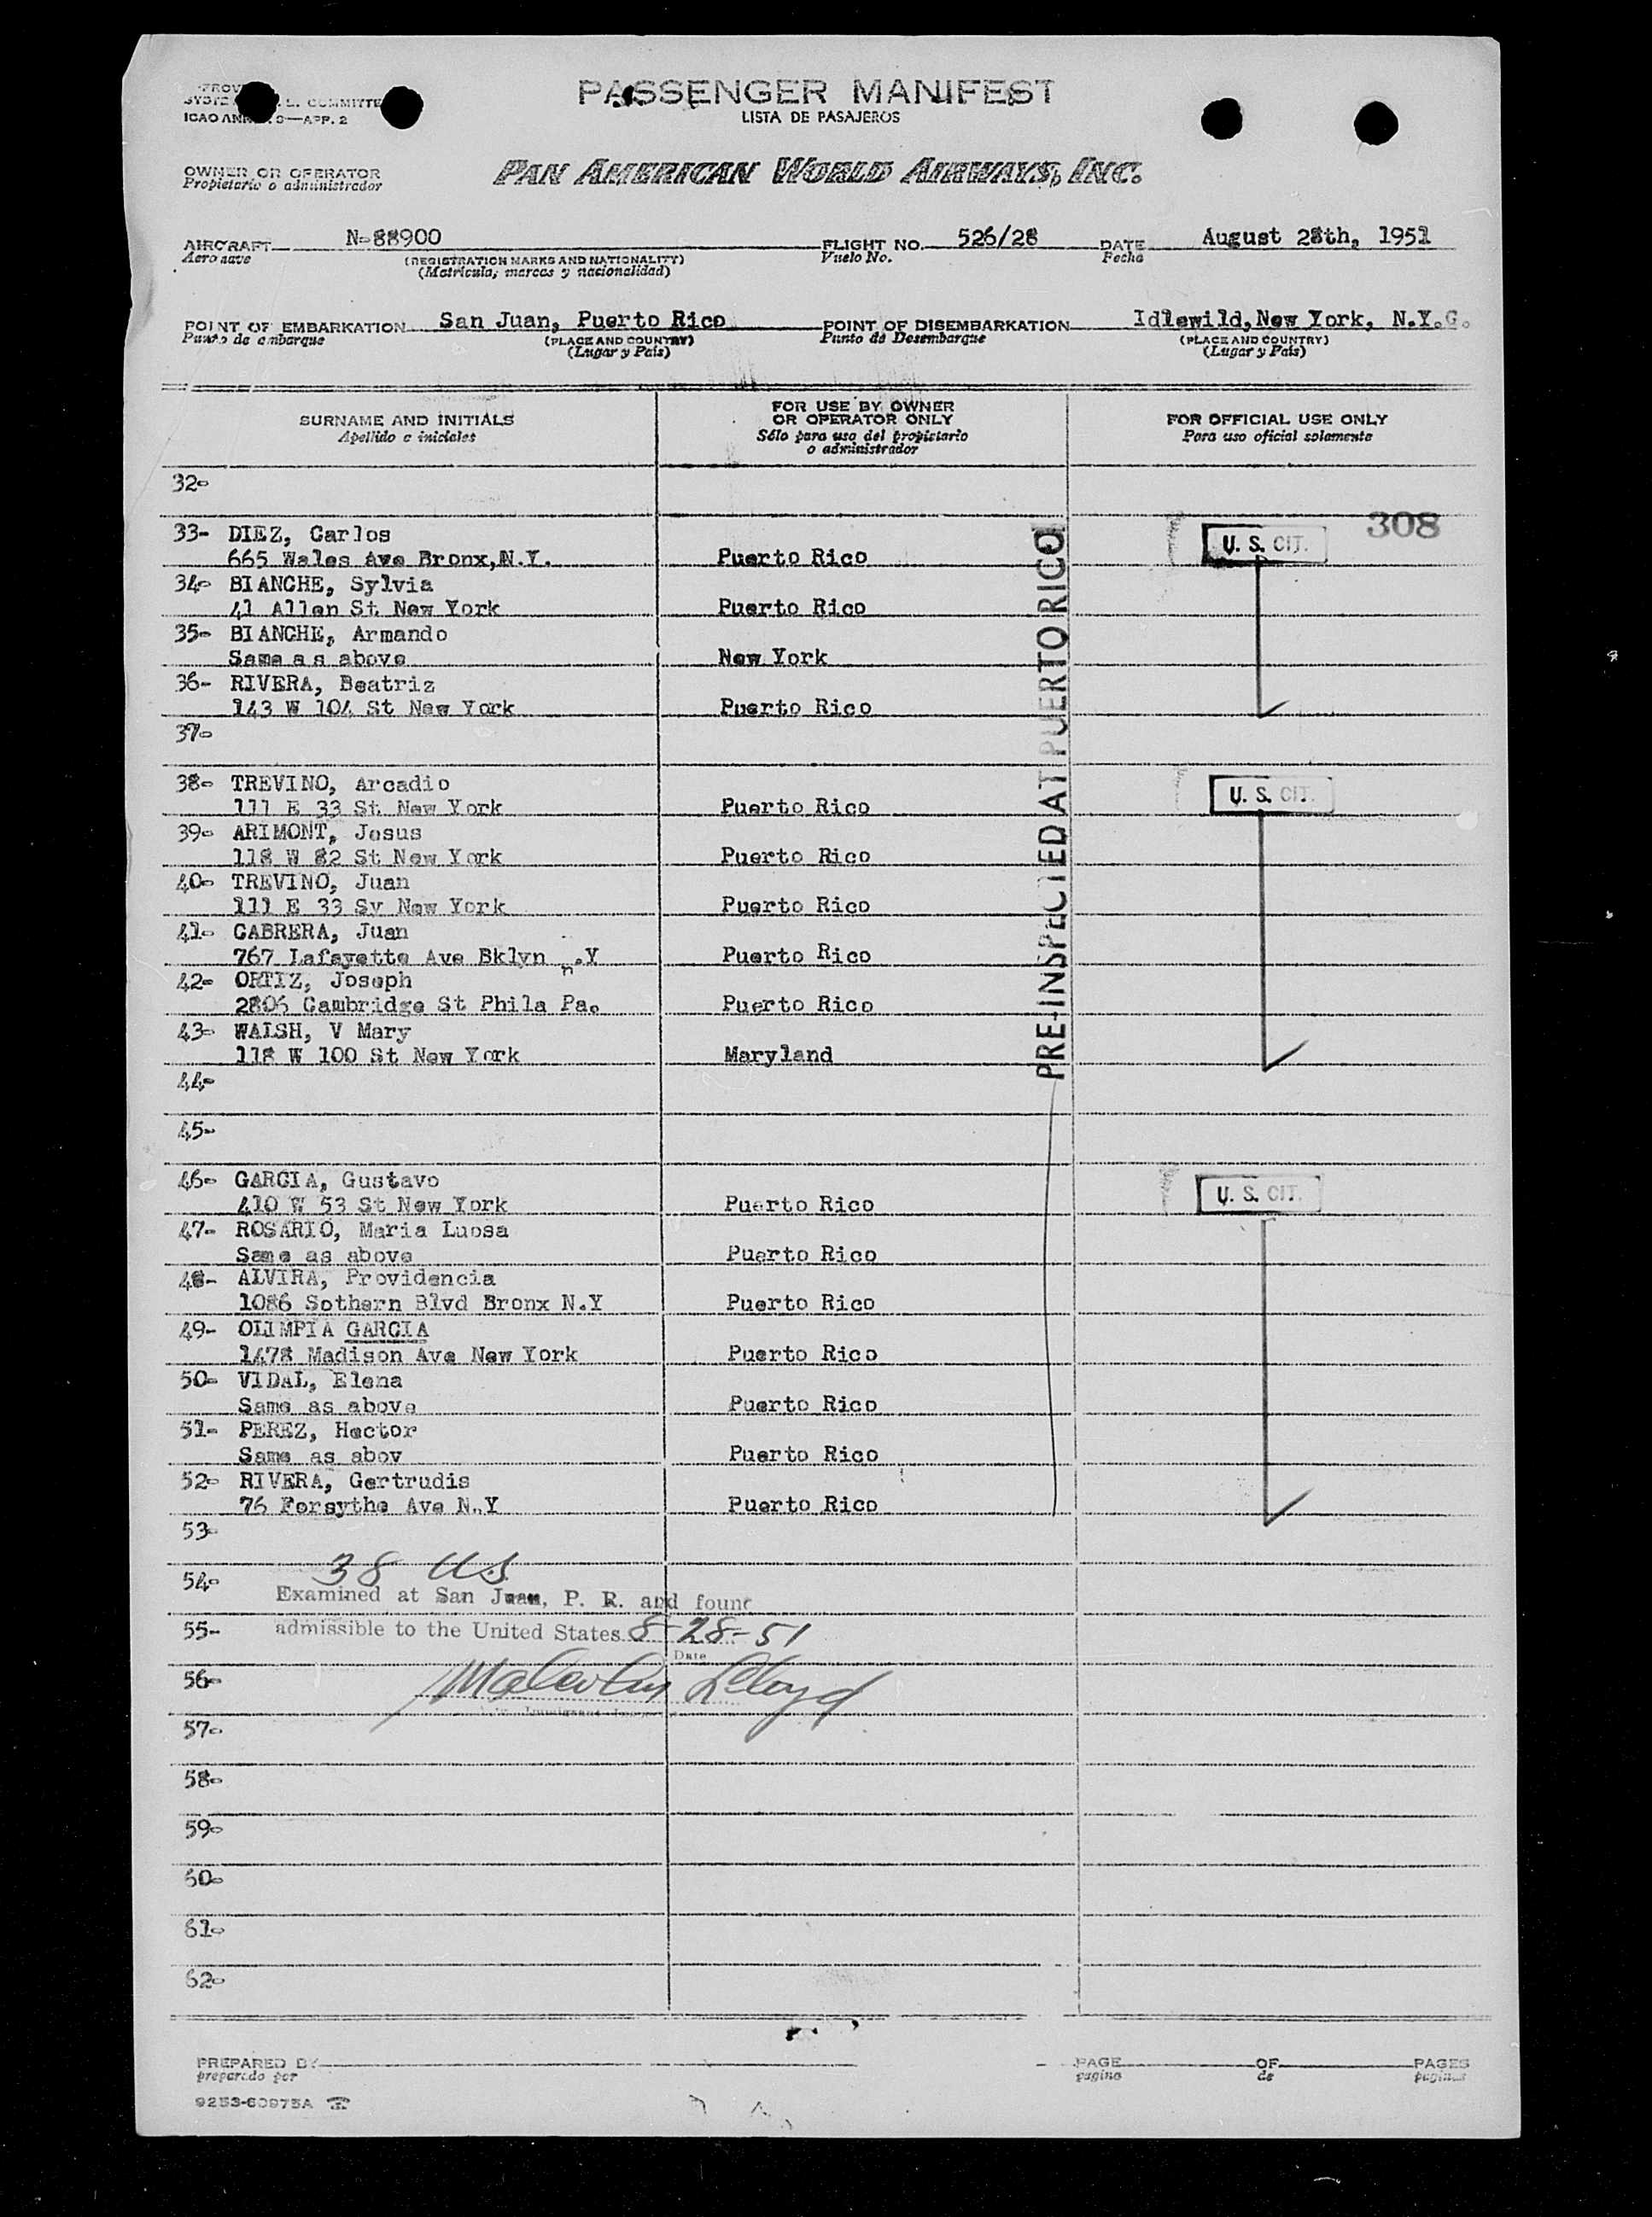 PASSENGER MANIFEST
LISTA DE PASAJEROS
L. COMMITTE
ICAO ANN 9—APP. 2
OWNER OR OPERATOR
Propietario o administrador
PAN AMERICAN WORLD AIRWAYS, INC.
AIRCRAFT N-88900 FLIGHT NO. 526/28 DATE August 28th, 1951
Aeronave (REGISTRATION MARKS AND NATIONALITY) Vuelo No. Fecha
(Matrícula, marcas y nacionalidad)
POINT OF EMBARKATION San Juan, Puerto Rico POINT OF DISEMBARKATION Idlewild, New York, N.Y.C.
Punto de embarque (PLACE AND COUNTRY) Punto de Desembarque (PLACE AND COUNTRY)
(Lugar y País) (Lugar y País)
SURNAME AND INITIALS FOR USE BY OWNER OR OPERATOR ONLY FOR OFFICIAL USE ONLY
Apellido e iniciales Sólo para uso del propietario o administrador Para uso oficial solamente
32-
308
33- DIEZ, Carlos U. S. CIT.
665 Wales Ave Bronx,N.Y. Puerto Rico
34- BIANCHE, Sylvia
41 Allen St New York Puerto Rico
35- BIANCHE, Armando
Same as above New York
36- RIVERA, Beatriz
143 W 104 St New York Puerto Rico
37-
38- TREVINO, Arcadio U. S. CIT.
111 E 33 St New York Puerto Rico
39- ARIMONT, Jesus
118 W 82 St New York Puerto Rico
40- TREVINO, Juan
111 E 33 Sy New York Puerto Rico
41- CABRERA, Juan
767 Lafayette Ave Bklyn n.Y Puerto Rico
42- ORTIZ, Joseph
2806 Cambridge St Phila Pa. Puerto Rico
43- WALSH, V Mary
118 W 100 St New York Maryland
PRE-INSPECTED AT PUERTO RICO
44-
45-
46- GARCIA, Gustavo U. S. CIT.
410 W 53 St New York Puerto Rico
47- ROSARIO, Maria Luosa
Same as above Puerto Rico
48- ALVIRA, Providencia
1086 Sothern Blvd Bronx N.Y Puerto Rico
49- OLIMPIA GARCIA
1478 Madison Ave New York Puerto Rico
50- VIDAL, Elena
Same as above Puerto Rico
51- PEREZ, Hector
Same as abov Puerto Rico
52- RIVERA, Gertrudis
76 Forsythe Ave N.Y Puerto Rico
53-
38 US
54-
Examined at San Juan, P. R. and found
55- admissible to the United States 8-28-51
Date
56- Malcolm Lloyd
57-
58-
59-
60-
61-
62-
PREPARED BY PAGE OF PAGES
preparado por pagina de paginas
9253-60975A